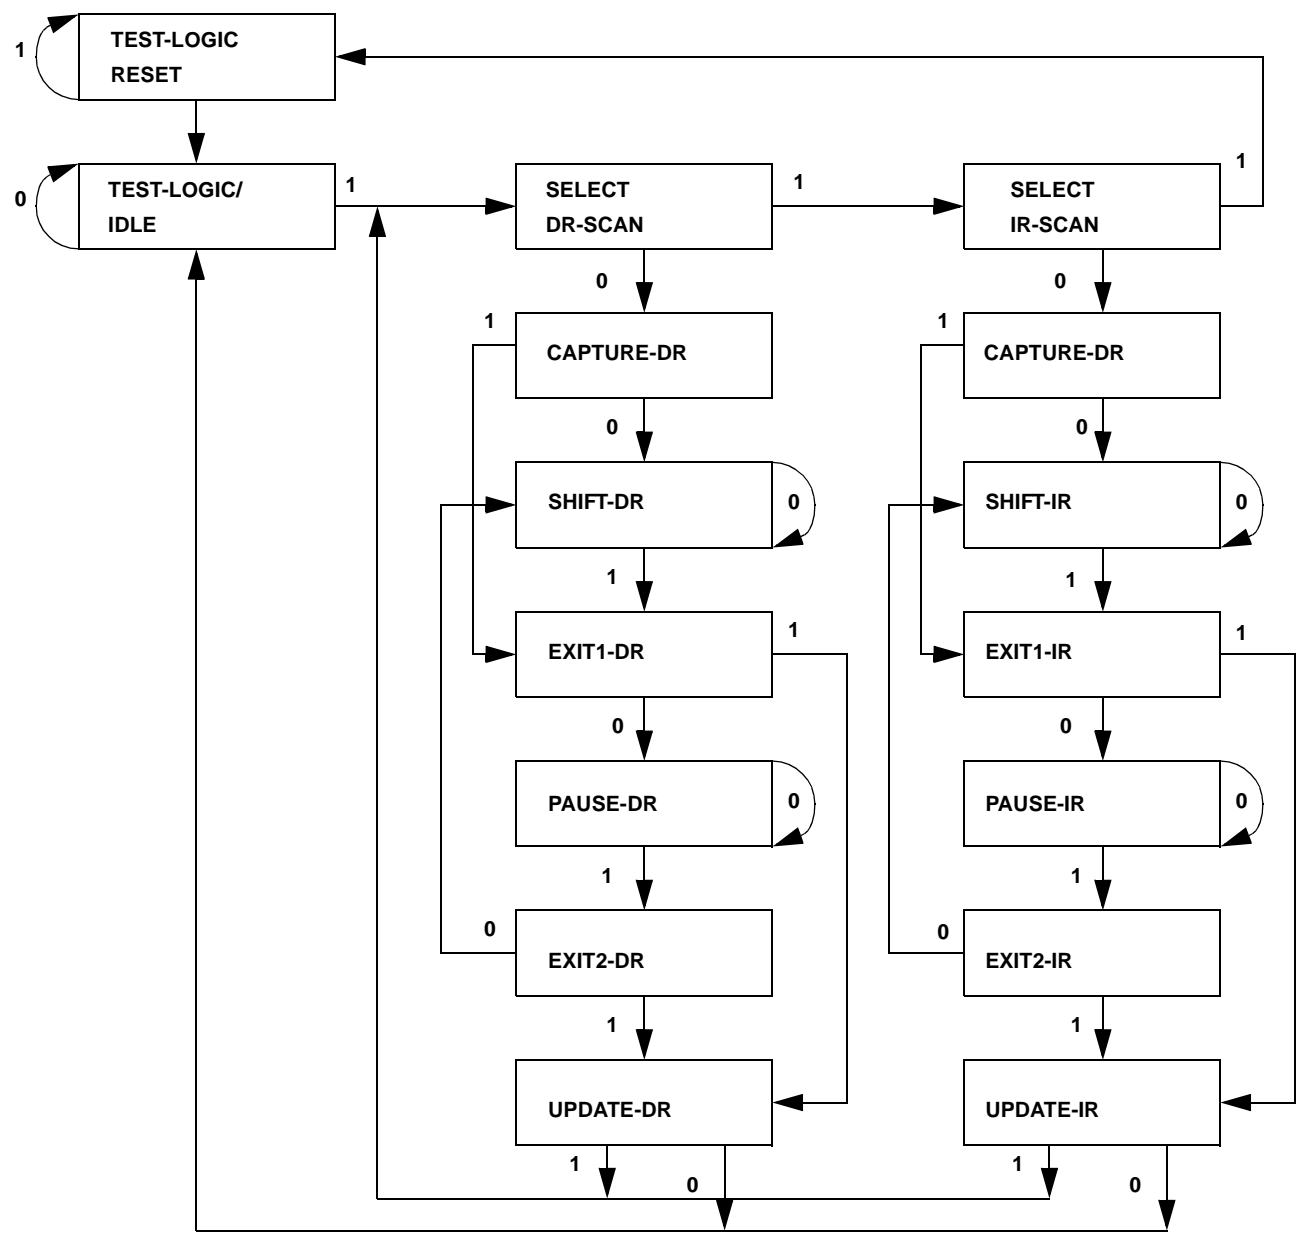 TEST-LOGIC
RESET
1
TEST-LOGIC/
IDLE
0
1
SELECT
DR-SCAN
1
SELECT
IR-SCAN
1
0
0
1
CAPTURE-DR
1
CAPTURE-DR
0
0
SHIFT-DR
0
SHIFT-IR
0
1
1
EXIT1-DR
1
EXIT1-IR
1
0
0
PAUSE-DR
0
PAUSE-IR
0
1
1
0
EXIT2-DR
0
EXIT2-IR
1
1
UPDATE-DR
UPDATE-IR
1
0
1
0